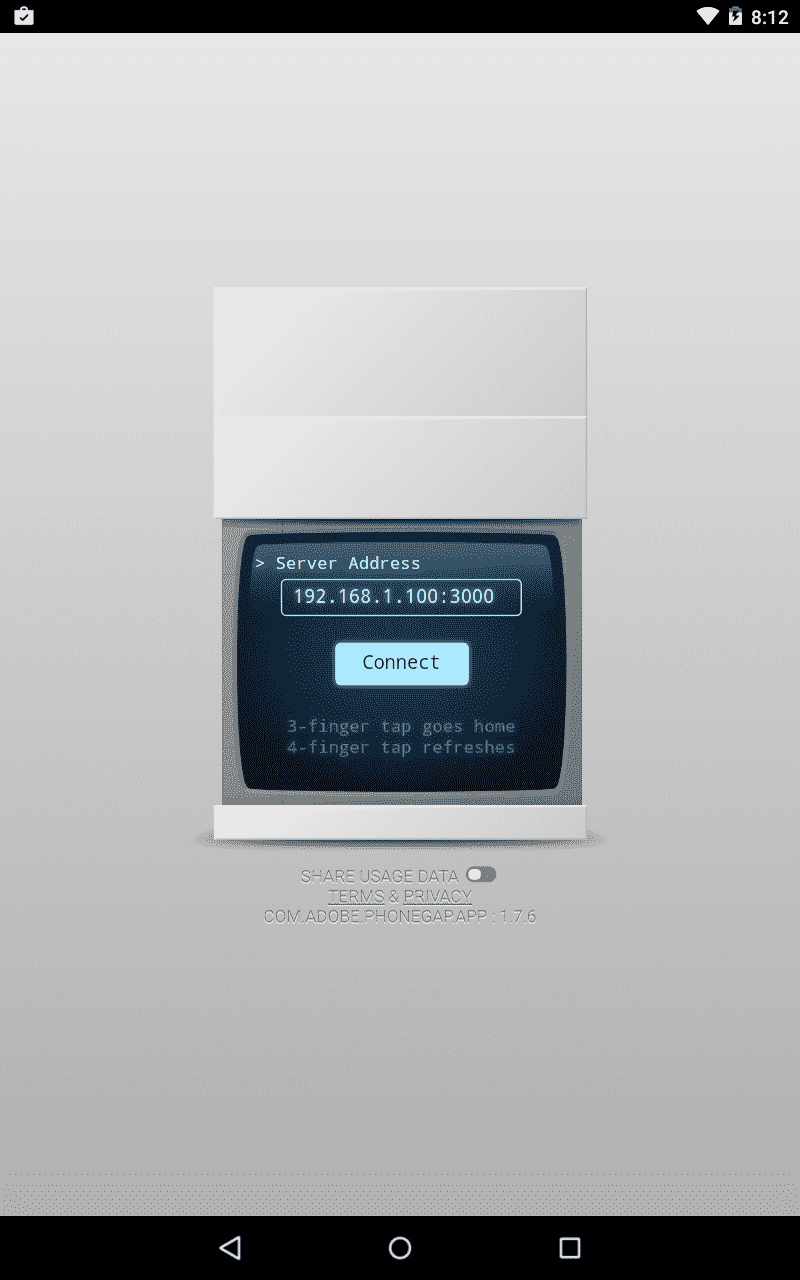 8:12
> Server Address
192.168.1.100:3000
Connect
3-finger tap goes home
4-finger tap refreshes
SHARE USAGE DATA
TERMS & PRIVACY
COM.ADOBE.PHONEGAP.APP : 1.7.6